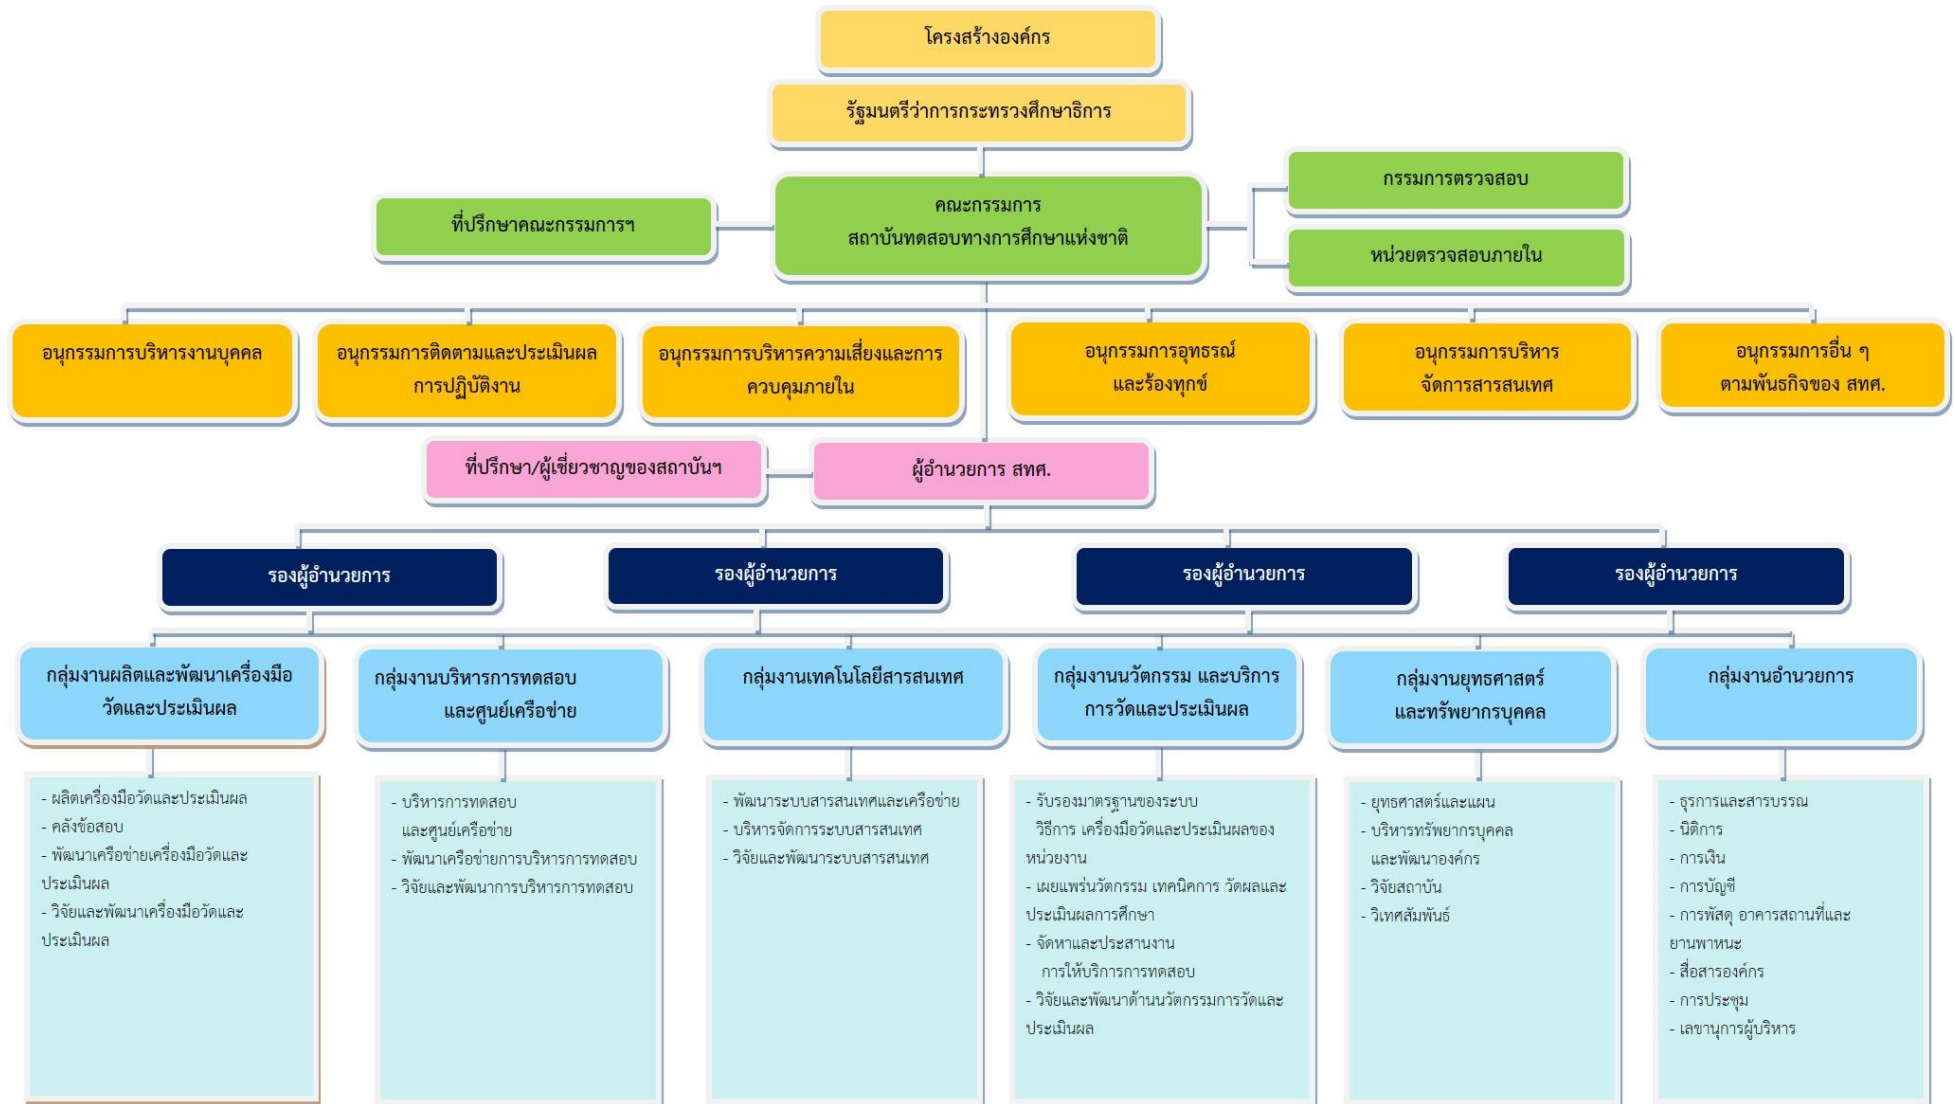 โครงสร้างองค์กร
รัฐมนตรีว่าการกระทรวงศึกษาธิการ
คณะกรรมการ
สถาบันทดสอบทางการศึกษาแห่งชาติ
ที่ปรึกษาคณะกรรมการฯ
กรรมการตรวจสอบ
หน่วยตรวจสอบภายใน
อนุกรรมการบริหารงานบุคคล
อนุกรรมการติดตามและประเมินผล
การปฏิบัติงาน
อนุกรรมการบริหารความเสี่ยงและการ
ควบคุมภายใน
อนุกรรมการอุทธรณ์
และร้องทุกข์
อนุกรรมการบริหาร
จัดการสารสนเทศ
อนุกรรมการอื่น ๆ
ตามพันธกิจของ สทศ.
ที่ปรึกษา/ผู้เชี่ยวชาญของสถาบันฯ
ผู้อำนวยการ สทศ.
รองผู้อำนวยการ
รองผู้อำนวยการ
รองผู้อำนวยการ
รองผู้อำนวยการ
กลุ่มงานผลิตและพัฒนาเครื่องมือ
วัดและประเมินผล
กลุ่มงานบริหารการทดสอบ
และศูนย์เครือข่าย
กลุ่มงานเทคโนโลยีสารสนเทศ
กลุ่มงานนวัตกรรม และบริการ
การวัดและประเมินผล
กลุ่มงานยุทธศาสตร์
และทรัพยากรบุคคล
กลุ่มงานอำนวยการ
- ผลิตเครื่องมือวัดและประเมินผล
- คลังข้อสอบ
- พัฒนาเครือข่ายเครื่องมือวัดและ
ประเมินผล
- วิจัยและพัฒนาเครื่องมือวัดและ
ประเมินผล
- บริหารการทดสอบ
และศูนย์เครือข่าย
- พัฒนาเครือข่ายการบริหารการทดสอบ
- วิจัยและพัฒนาการบริหารการทดสอบ
- พัฒนาระบบสารสนเทศและเครือข่าย
- บริหารจัดการระบบสารสนเทศ
- วิจัยและพัฒนาระบบสารสนเทศ
- รับรองมาตรฐานของระบบ
วิธีการ เครื่องมือวัดและประเมินผลของ
หน่วยงาน
- เผยแพร่นวัตกรรม เทคนิคการ วัดผลและ
ประเมินผลการศึกษา
- จัดหาและประสานงาน
การให้บริการการทดสอบ
- วิจัยและพัฒนาด้านนวัตกรรมการวัดและ
ประเมินผล
- ยุทธศาสตร์และแผน
- บริหารทรัพยากรบุคคล
และพัฒนาองค์กร
- วิจัยสถาบัน
- วิเทศสัมพันธ์
- ธุรการและสารบรรณ
- นิติการ
- การเงิน
- การบัญชี
- การพัสดุ อาคารสถานที่และ
ยานพาหนะ
- สื่อสารองค์กร
- การประชุม
- เลขานุการผู้บริหาร